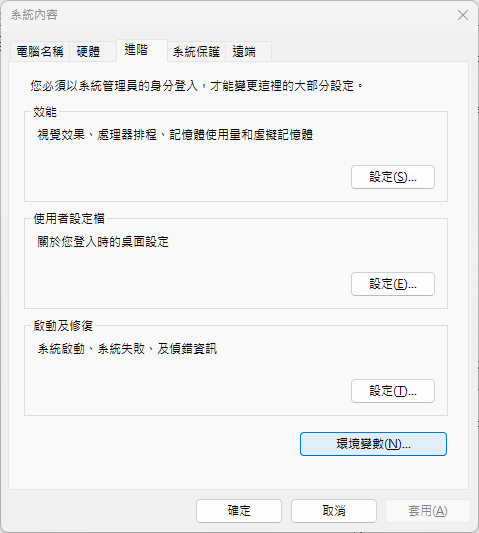 系統內容
電腦名稱 硬體 進階 系統保護 遠端
您必須以系統管理員的身分登入，才能變更這裡的大部分設定。
效能
視覺效果、處理器排程、記憶體使用量和虛擬記憶體
設定(S)...
使用者設定檔
關於您登入時的桌面設定
設定(E)...
啟動及修復
系統啟動、系統失敗、及偵錯資訊
設定(T)...
環境變數(N)...
確定 取消 套用(A)